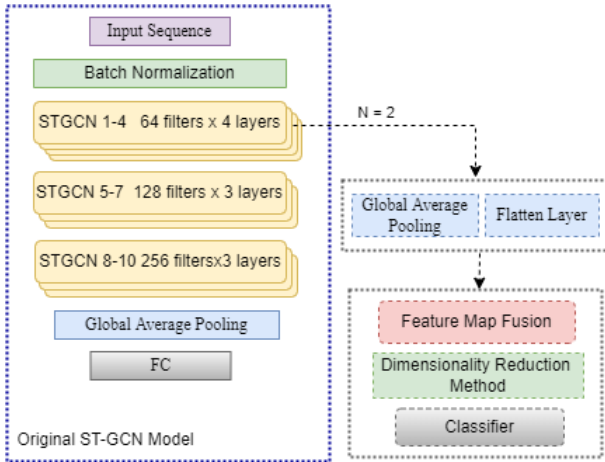 Input Sequence
Batch Normalization
STGCN 1-4 64 filters x 4 layers
N = 2
STGCN 5-7 128 filters x 3 layers
Global Average
Pooling
Flatten Layer
STGCN 8-10 256 filtersx3 layers
Global Average Pooling
FC
Original ST-GCN Model
Feature Map Fusion
Dimensionality Reduction
Method
Classifier